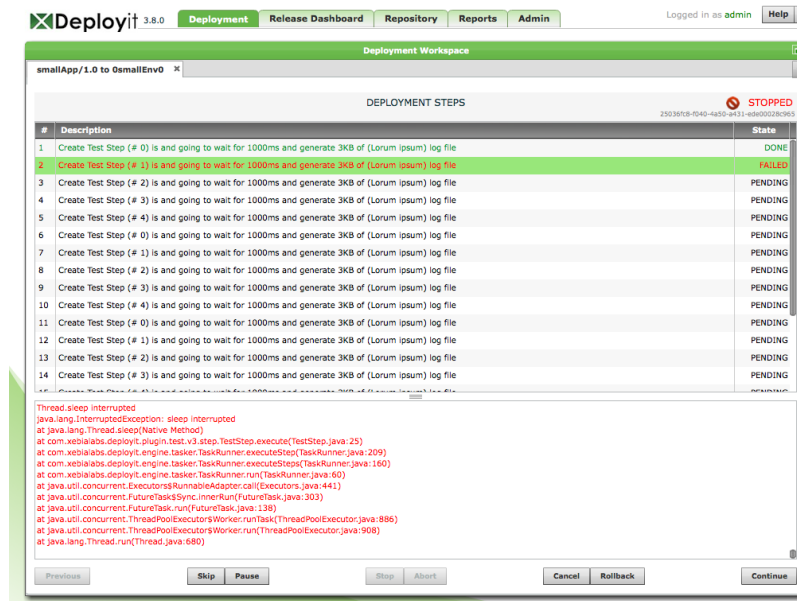 Deployit 3.8.0
Deployment
Release Dashboard
Repository
Reports
Admin
Logged in as admin
Help
Deployment Workspace
smallApp/1.0 to 0smallEnv0
DEPLOYMENT STEPS
STOPPED
25036fc8-f040-4a50-a431-ede00028c965
# Description State
1 Create Test Step (# 0) is and going to wait for 1000ms and generate 3KB of (Lorum ipsum) log file DONE
2 Create Test Step (# 1) is and going to wait for 1000ms and generate 3KB of (Lorum ipsum) log file FAILED
3 Create Test Step (# 2) is and going to wait for 1000ms and generate 3KB of (Lorum ipsum) log file PENDING
4 Create Test Step (# 3) is and going to wait for 1000ms and generate 3KB of (Lorum ipsum) log file PENDING
5 Create Test Step (# 4) is and going to wait for 1000ms and generate 3KB of (Lorum ipsum) log file PENDING
6 Create Test Step (# 0) is and going to wait for 1000ms and generate 3KB of (Lorum ipsum) log file PENDING
7 Create Test Step (# 1) is and going to wait for 1000ms and generate 3KB of (Lorum ipsum) log file PENDING
8 Create Test Step (# 2) is and going to wait for 1000ms and generate 3KB of (Lorum ipsum) log file PENDING
9 Create Test Step (# 3) is and going to wait for 1000ms and generate 3KB of (Lorum ipsum) log file PENDING
10 Create Test Step (# 4) is and going to wait for 1000ms and generate 3KB of (Lorum ipsum) log file PENDING
11 Create Test Step (# 0) is and going to wait for 1000ms and generate 3KB of (Lorum ipsum) log file PENDING
12 Create Test Step (# 1) is and going to wait for 1000ms and generate 3KB of (Lorum ipsum) log file PENDING
13 Create Test Step (# 2) is and going to wait for 1000ms and generate 3KB of (Lorum ipsum) log file PENDING
14 Create Test Step (# 3) is and going to wait for 1000ms and generate 3KB of (Lorum ipsum) log file PENDING
Thread.sleep interrupted
java.lang.InterruptedException: sleep interrupted
at java.lang.Thread.sleep(Native Method)
at com.xebialabs.deployit.plugin.test.v3.step.TestStep.execute(TestStep.java:25)
at com.xebialabs.deployit.engine.tasker.TaskRunner.executeStep(TaskRunner.java:209)
at com.xebialabs.deployit.engine.tasker.TaskRunner.executeSteps(TaskRunner.java:160)
at com.xebialabs.deployit.engine.tasker.TaskRunner.run(TaskRunner.java:60)
at java.util.concurrent.Executors$RunnableAdapter.call(Executors.java:441)
at java.util.concurrent.FutureTask$Sync.innerRun(FutureTask.java:303)
at java.util.concurrent.FutureTask.run(FutureTask.java:138)
at java.util.concurrent.ThreadPoolExecutor$Worker.runTask(ThreadPoolExecutor.java:886)
at java.util.concurrent.ThreadPoolExecutor$Worker.run(ThreadPoolExecutor.java:908)
at java.lang.Thread.run(Thread.java:680)
Previous
Skip
Pause
Stop
Abort
Cancel
Rollback
Continue